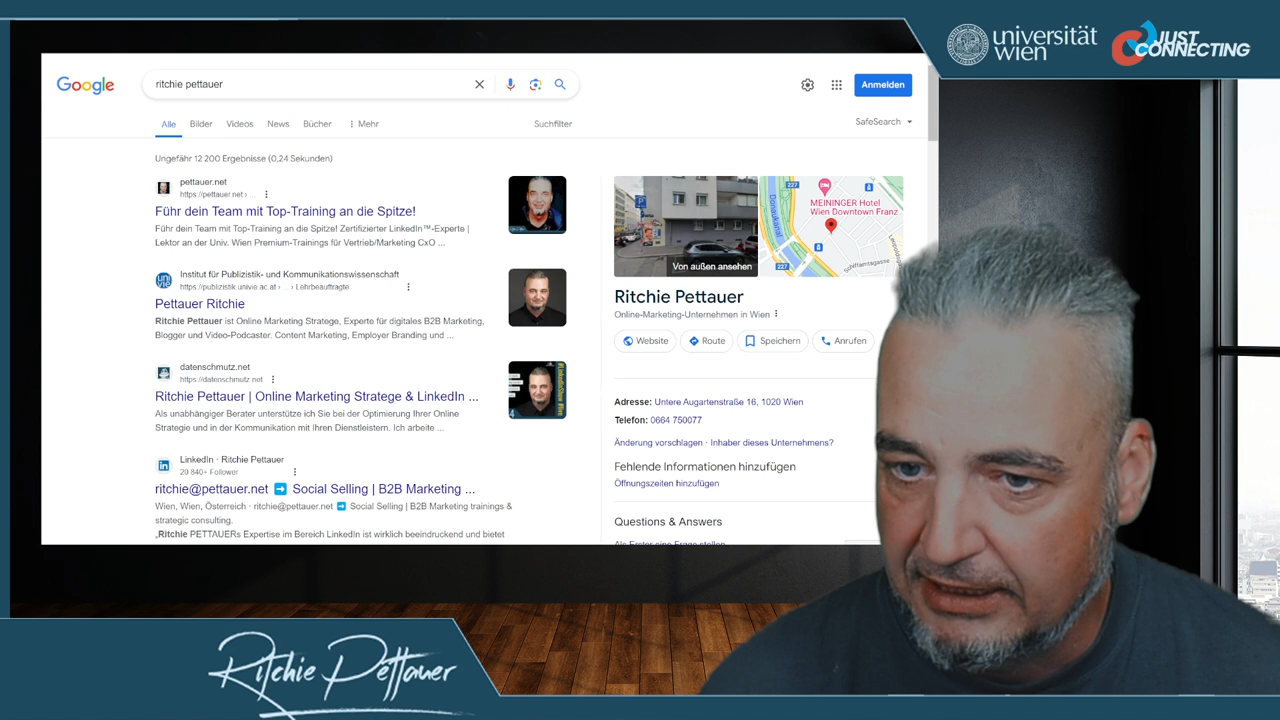 universität
wien
JUST
CONNECTING
Google
ritchie pettauer
Anmelden
Alle Bilder Videos News Bücher Mehr Suchfilter
SafeSearch
Ungefähr 12 200 Ergebnisse (0,24 Sekunden)
pettauer.net
https://pettauer.net › ...
Führ dein Team mit Top-Training an die Spitze!
Führ dein Team mit Top-Training an die Spitze! Zertifizierter LinkedIn™-Experte |
Lektor an der Univ. Wien Premium-Trainings für Vertrieb/Marketing CxO ...
Institut für Publizistik- und Kommunikationswissenschaft
https://publizistik.univie.ac.at › ... › Lehrbeauftragte
Pettauer Ritchie
Ritchie Pettauer ist Online Marketing Stratege, Experte für digitales B2B Marketing,
Blogger und Video-Podcaster. Content Marketing, Employer Branding und ...
datenschmutz.net
https://datenschmutz.net
Ritchie Pettauer | Online Marketing Stratege & LinkedIn ...
Als unabhängiger Berater unterstütze ich Sie bei der Optimierung Ihrer Online
Strategie und in der Kommunikation mit Ihren Dienstleistern. Ich arbeite ...
LinkedIn · Ritchie Pettauer
20 840+ Follower
ritchie@pettauer.net ➡ Social Selling | B2B Marketing ...
Wien, Wien, Österreich · ritchie@pettauer.net ➡ Social Selling | B2B Marketing trainings &
strategic consulting.
„Ritchie PETTAUERs Expertise im Bereich LinkedIn ist wirklich beeindruckend und bietet
227
MEININGER Hotel
Wien Downtown Franz
Donaukanal
Schiffamtsgasse
227
Von außen ansehen
Ritchie Pettauer
Online-Marketing-Unternehmen in Wien
Website Route Speichern Anrufen
Adresse: Untere Augartenstraße 16, 1020 Wien
Telefon: 0664 750077
Änderung vorschlagen · Inhaber dieses Unternehmens?
Fehlende Informationen hinzufügen
Öffnungszeiten hinzufügen
Questions & Answers
Als Erster eine Frage stellen
Ritchie Pettauer